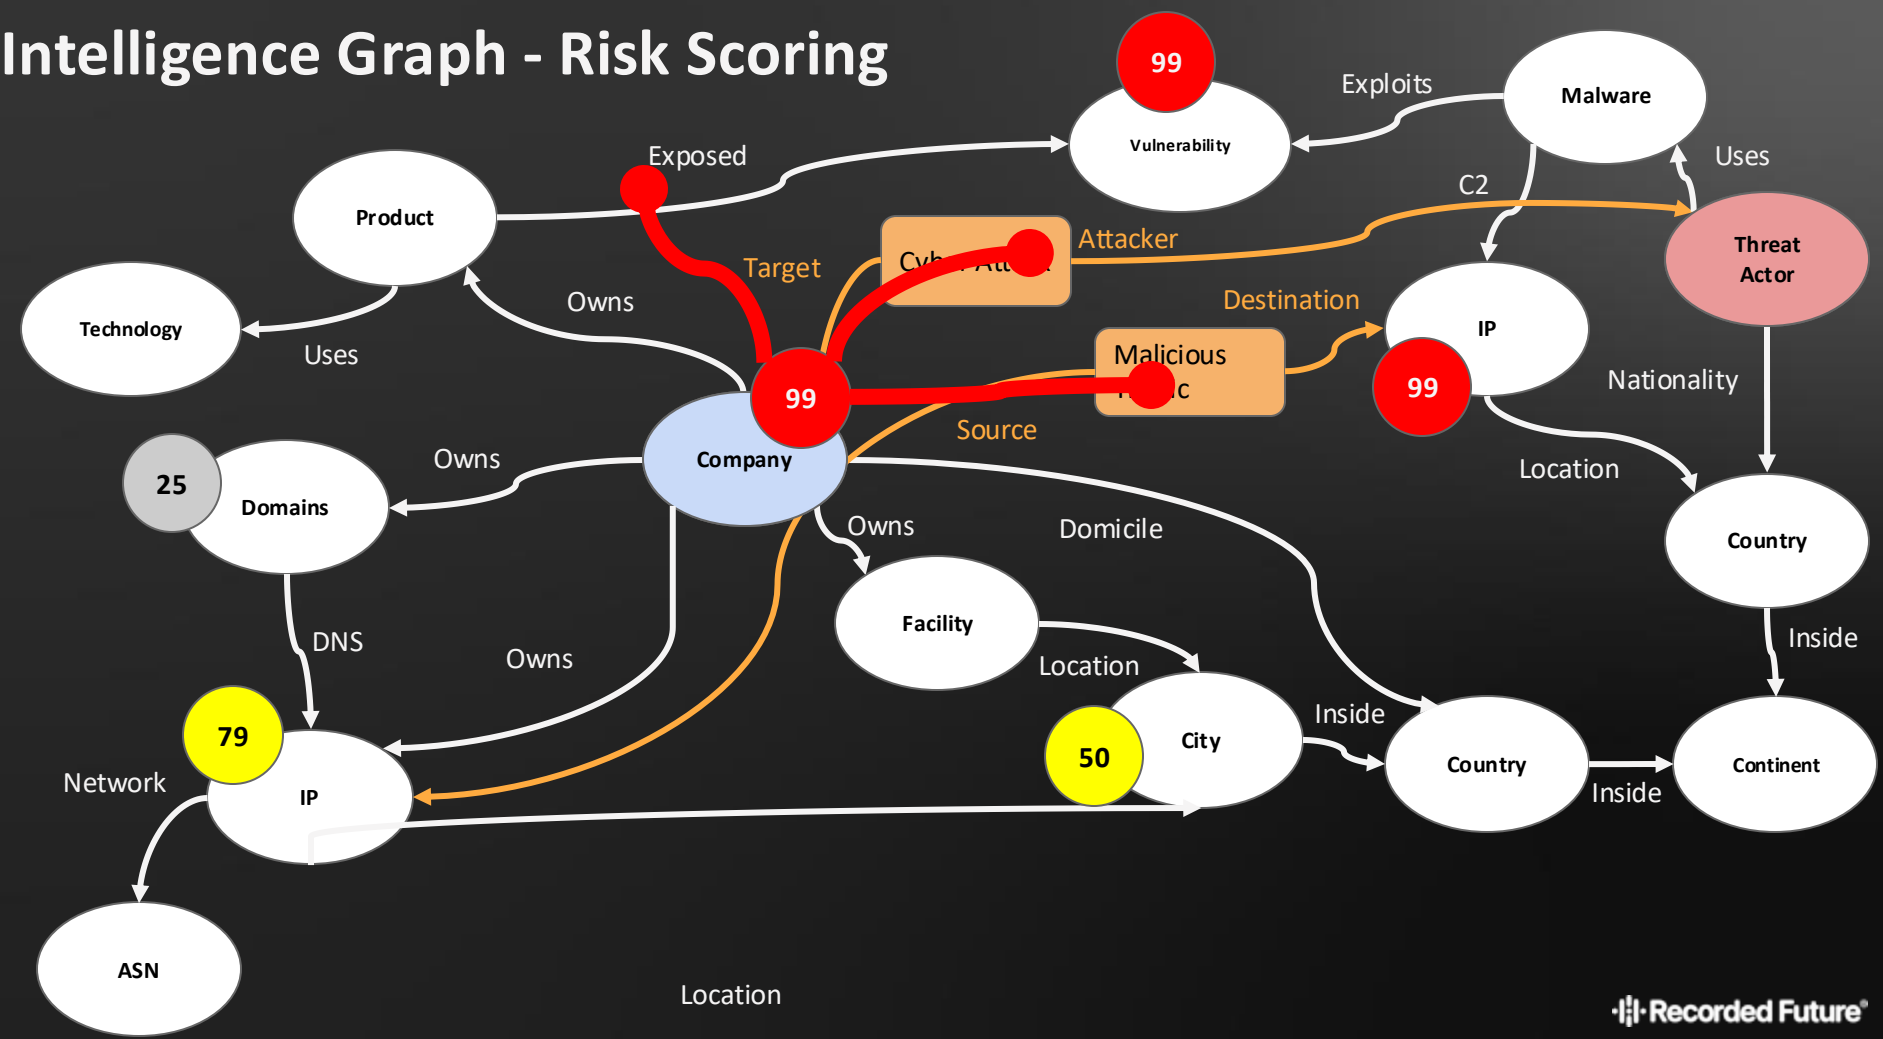 Intelligence Graph - Risk Scoring
99
Exploits
Malware
Vulnerability
Exposed
Uses
C2
Product
Attacker
Threat
Actor
Target
Cyber Attack
Destination
Owns
IP
Technology
Uses
Malicious
99
99
Nationality
Source
Company
Owns
Location
25
Domains
Owns
Domicile
Country
Facility
DNS
Owns
Location
Inside
79
Inside
City
50
Country
Continent
Network
IP
Inside
ASN
Location
Recorded Future®